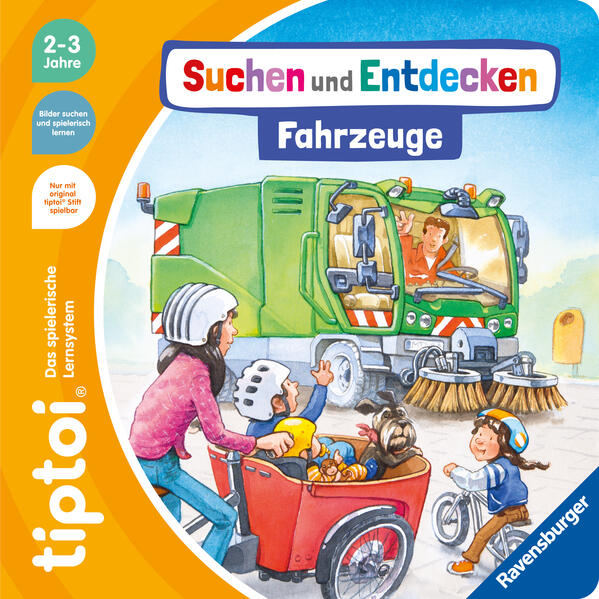 2-3
Jahre
Bilder suchen
und spielerisch
lernen
Nur mit
original
tiptoi® Stift
spielbar
Suchen und Entdecken
Fahrzeuge
Das spielerische
Lernsystem
tiptoi®
Ravensburger